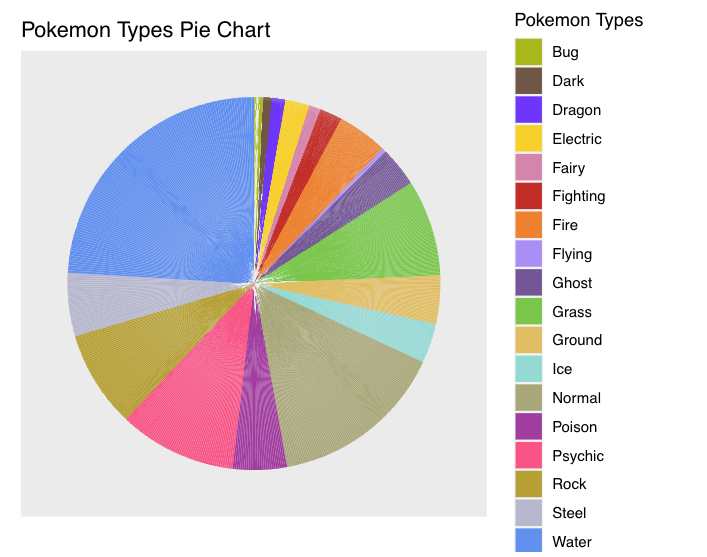 Pokemon Types Pie Chart
Pokemon Types
Bug
Dark
Dragon
Electric
Fairy
Fighting
Fire
Flying
Ghost
Grass
Ground
Ice
Normal
Poison
Psychic
Rock
Steel
Water